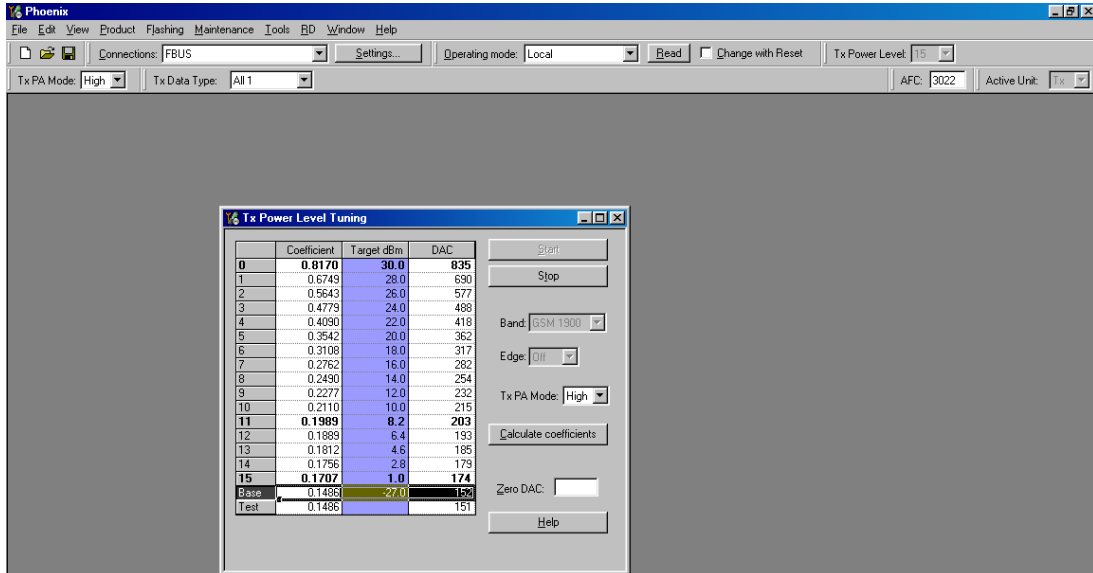 Phoenix
File Edit View Product Flashing Maintenance Tools RD Window Help
Connections: FBUS Settings... Operating mode: Local Read Change with Reset Tx Power Level: 15
Tx PA Mode: High Tx Data Type: All 1 AFC: 3022 Active Unit: Tx
Tx Power Level Tuning
Coefficient Target dBm DAC
0 0.8170 30.0 835
1 0.6749 28.0 690
2 0.5643 26.0 577
3 0.4779 24.0 488
4 0.4090 22.0 418
5 0.3542 20.0 362
6 0.3108 18.0 317
7 0.2762 16.0 282
8 0.2490 14.0 254
9 0.2277 12.0 232
10 0.2110 10.0 215
11 0.1989 8.2 203
12 0.1889 6.4 193
13 0.1812 4.6 185
14 0.1756 2.8 179
15 0.1707 1.0 174
Base 0.1486 -27.0 152
Test 0.1486 151
Start
Stop
Band: GSM 1900
Edge: Off
Tx PA Mode: High
Calculate coefficients
Zero DAC:
Help